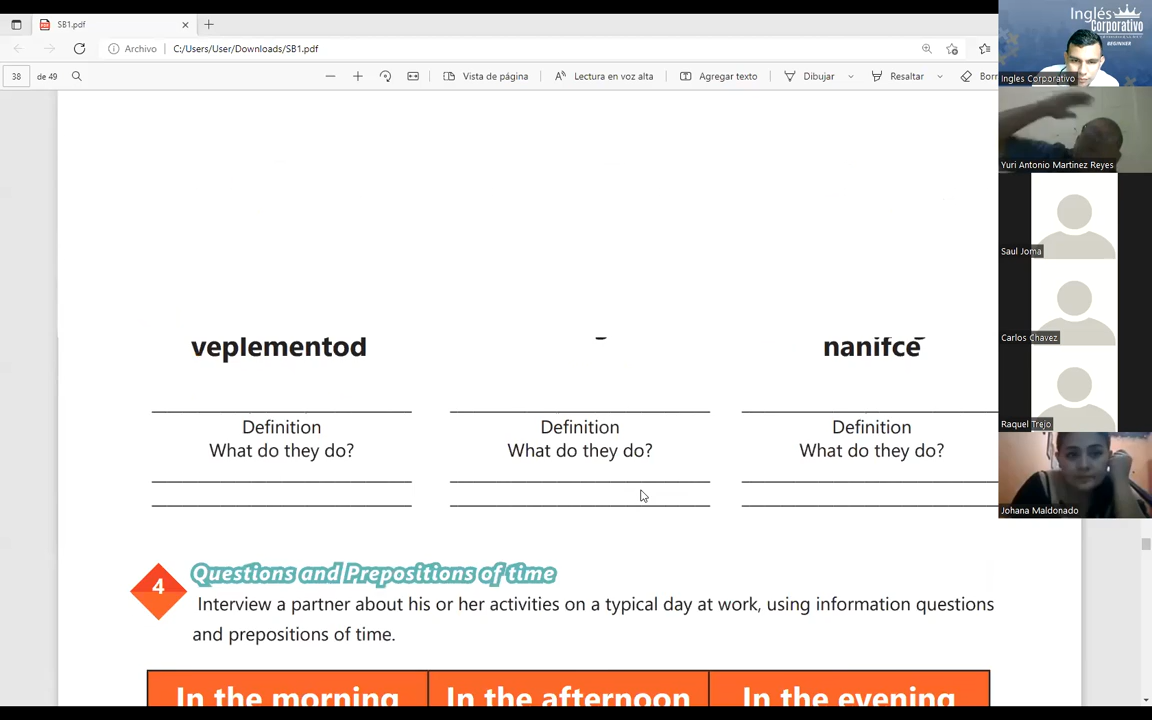 SB1.pdf
Archivo
C:/Users/User/Downloads/SB1.pdf
38
de 49
Vista de página
Lectura en voz alta
Agregar texto
Dibujar
Resaltar
Borr
Inglés
Corporativo
BEGINNER
Ingles Corporativo
Yuri Antonio Martinez Reyes
Saul Joma
Carlos Chavez
Raquel Trejo
Johana Maldonado
veplementod
nanifce
Definition
What do they do?
Definition
What do they do?
Definition
What do they do?
4
Questions and Prepositions of time
Interview a partner about his or her activities on a typical day at work, using information questions
and prepositions of time.
In the morning
In the afternoon
In the evening